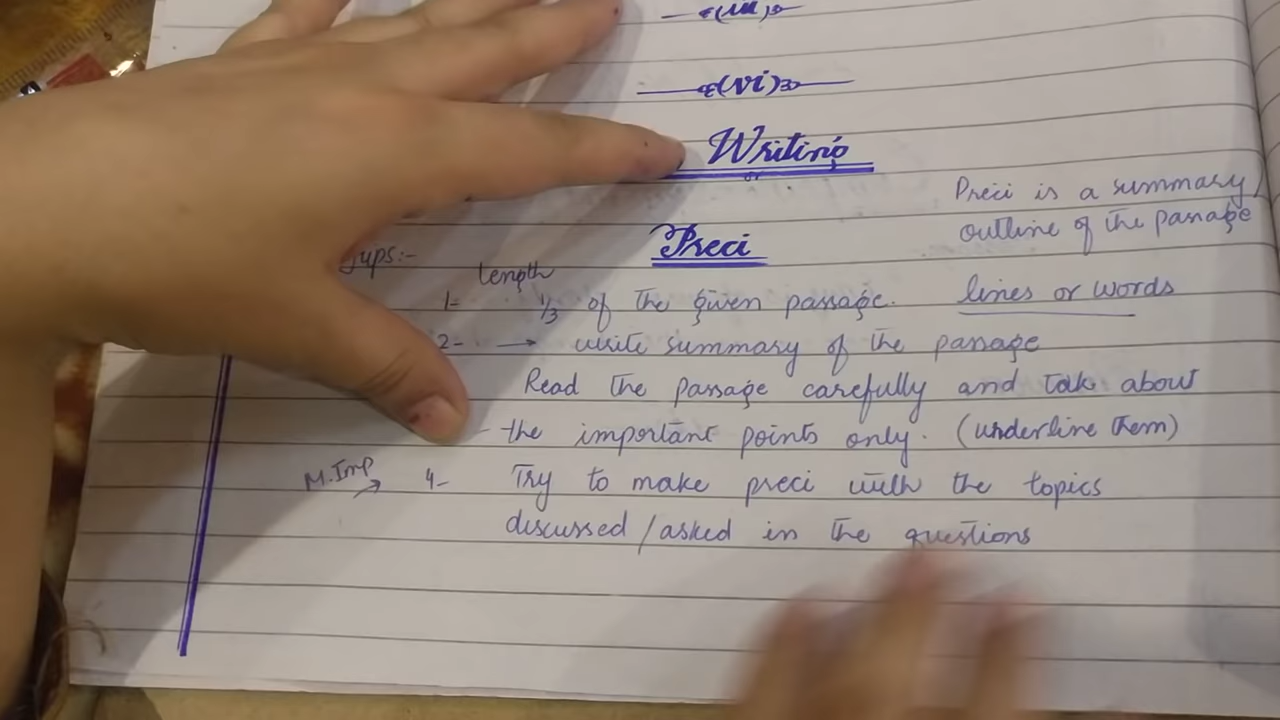 (vi)
Writing
or
Preci is a summary,
outline of the passage
Preci
length
1- 1/3 of the given passage. lines or words
2- → write summary of the passage
Read the passage carefully and talk about
the important points only. (underline them)
M.Imp → 4- Try to make preci with the topics
discussed / asked in the questions